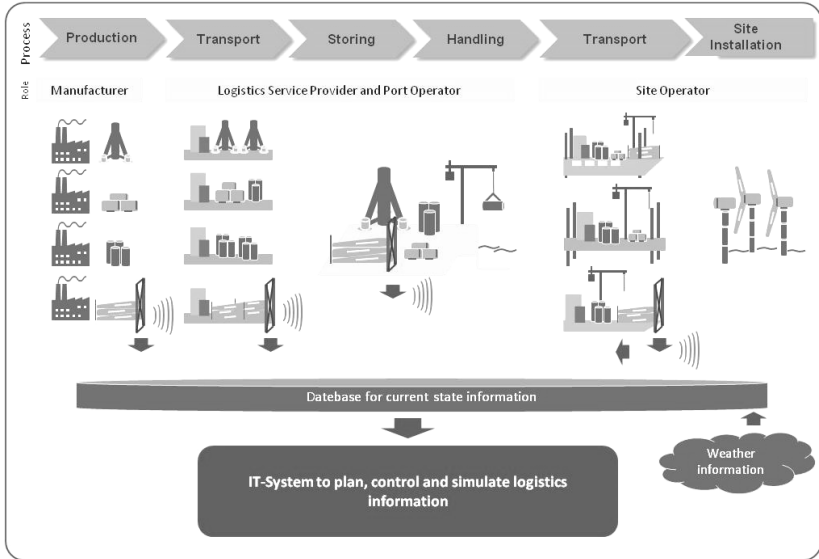 Process
Production
Transport
Storing
Handling
Transport
Site
Installation
Role
Manufacturer
Logistics Service Provider and Port Operator
Site Operator
Datebase for current state information
Weather
information
IT-System to plan, control and simulate logistics
information